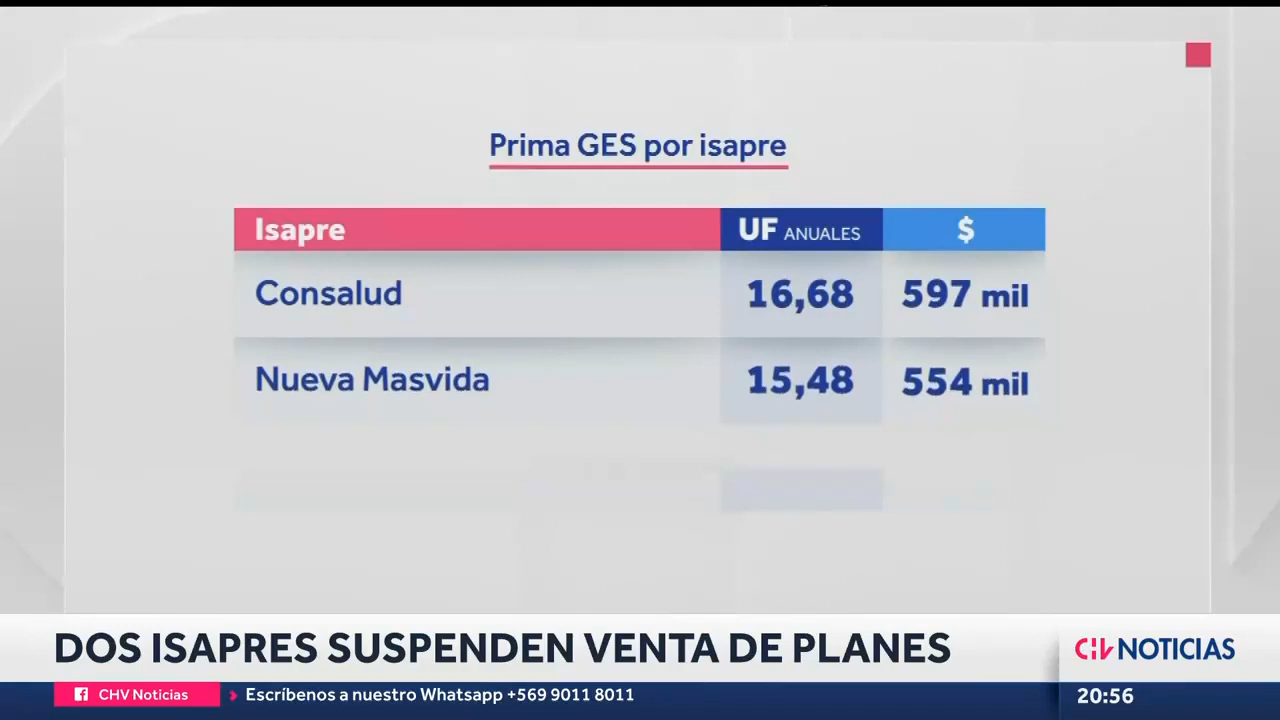 Prima GES por isapre
Isapre UF ANUALES $
Consalud 16,68 597 mil
Nueva Masvida 15,48 554 mil
DOS ISAPRES SUSPENDEN VENTA DE PLANES
CHV NOTICIAS
CHV Noticias Escríbenos a nuestro Whatsapp +569 9011 8011
20:56